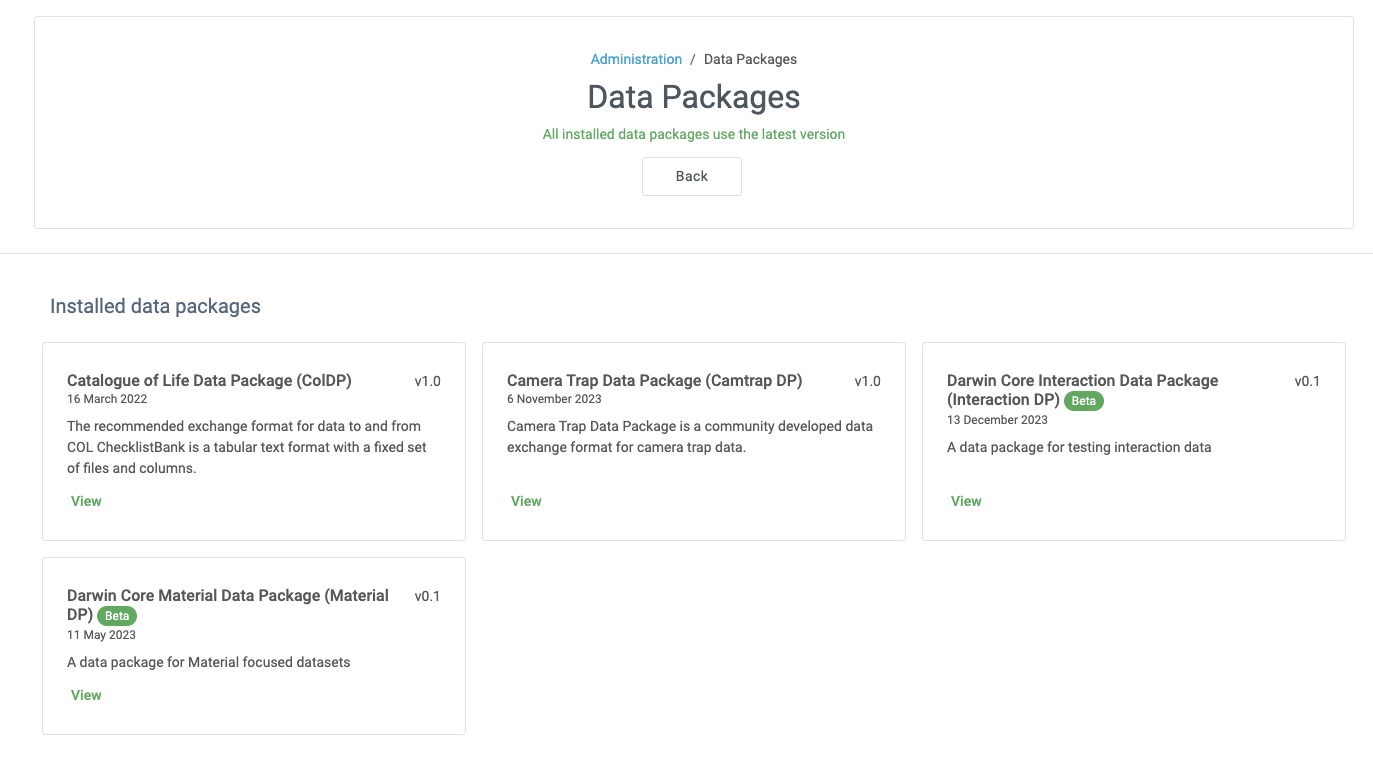 Administration / Data Packages
Data Packages
All installed data packages use the latest version
Back
Installed data packages
Catalogue of Life Data Package (ColDP) v1.0
16 March 2022
The recommended exchange format for data to and from
COL ChecklistBank is a tabular text format with a fixed set
of files and columns.
View
Camera Trap Data Package (Camtrap DP) v1.0
6 November 2023
Camera Trap Data Package is a community developed data
exchange format for camera trap data.
View
Darwin Core Interaction Data Package v0.1
(Interaction DP) Beta
13 December 2023
A data package for testing interaction data
View
Darwin Core Material Data Package (Material v0.1
DP) Beta
11 May 2023
A data package for Material focused datasets
View